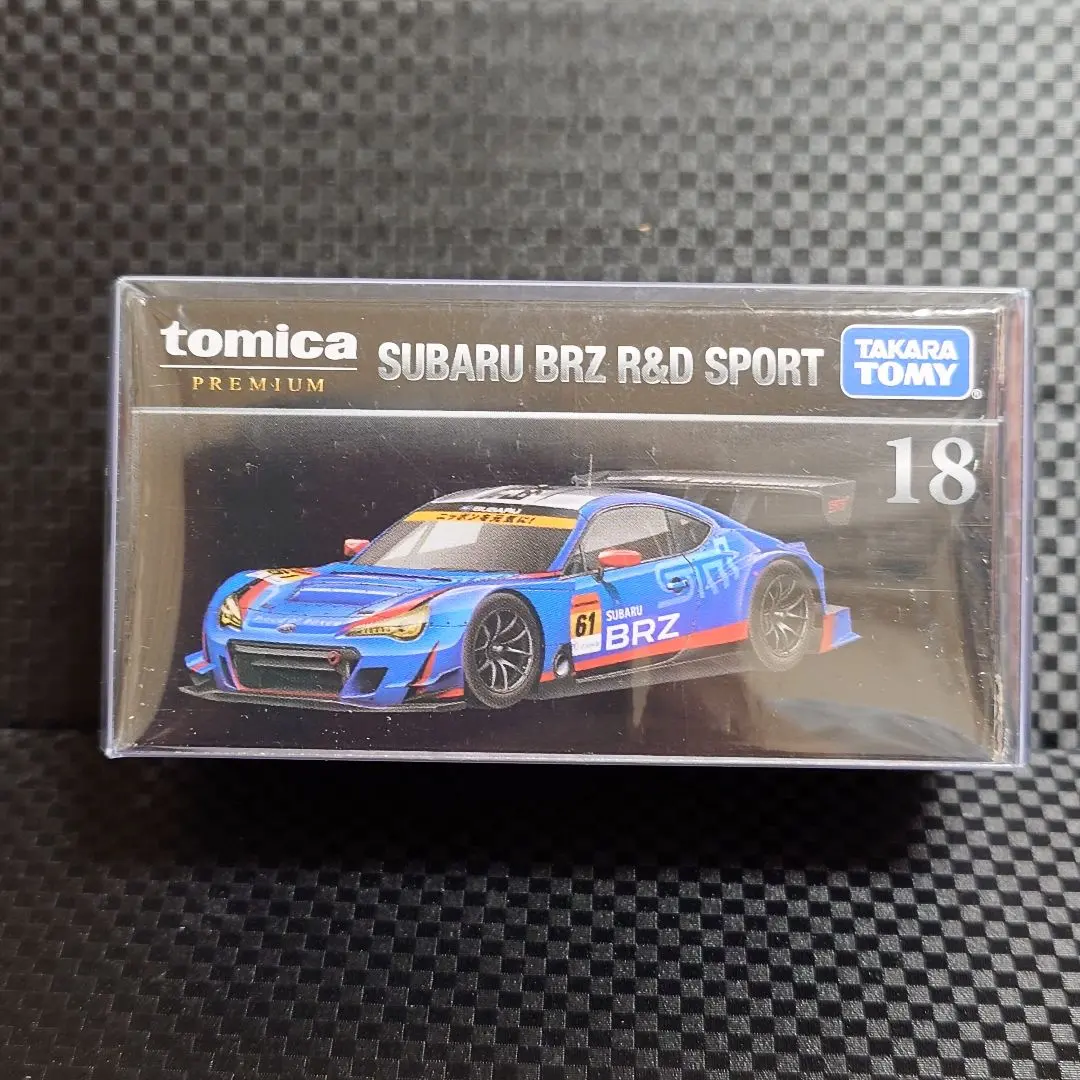 tomica
PREMIUM
SUBARU BRZ R&D SPORT
TAKARA
TOMY
®
18
SUBARU
ニッポンを元気に!
STI
61
SUBARU
BRZ